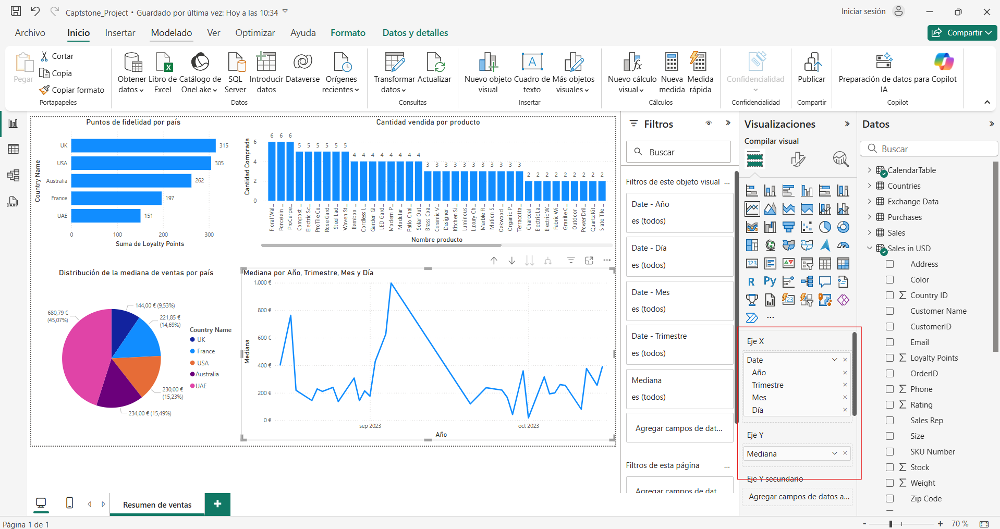 Captstone_Project • Guardado por última vez: Hoy a las 10:34
Iniciar sesión
Archivo
Inicio
Insertar
Modelado
Ver
Optimizar
Ayuda
Formato
Datos y detalles
Compartir
Pegar
Cortar
Copia
Copiar formato
Portapapeles
Obtener datos
Libro de Excel
Catálogo de OneLake
SQL Server
Introducir datos
Dataverse
Orígenes recientes
Datos
Transformar datos
Actualizar
Consultas
Nuevo objeto visual
Cuadro de texto
Más objetos visuales
Insertar
Nuevo cálculo visual
Nueva medida
Medida rápida
Cálculos
Confidencialidad
Confidencialidad
Publicar
Compartir
Preparación de datos para IA
Copilot
Copilot
Puntos de fidelidad por país
Country Name
UK 315
USA 305
Australia 262
France 197
UAE 151
0 100 200 300
Suma de Loyalty Points
Cantidad vendida por producto
Cantidad Comprada
6
4
2
0
6 6 6 5 5 5 5 5 5 4 4 4 4 4 4 4 4 3 3 3 3 3 3 3 3 3 3 3 2 2 2 2 2 2 2 2 2
Floral Wal...
Porcelain ...
ProCarpe...
Compost ...
Electric Sc...
ProTile Cu...
Rose Gard...
Steel Lad...
Woven St...
Bamboo ...
Cordless L...
Garden Gl...
LED Gard...
Modern P...
Modular ...
Patio Chai...
Solar Out...
Brass Coa...
Ceramic V...
Designer ...
Kitchen Si...
Luminous...
Luxury Ch...
Marble Fl...
Motion S...
Oakwood ...
Organic P...
Terracotta...
Charcoal ...
Electric La...
Electric W...
Fabric Wi...
Granite C...
Outdoor ...
Power Dril...
Quartz Kit...
Slate Tile ...
Nombre producto
Distribución de la mediana de ventas por país
144,00 € (9,53%)
221,85 €
(14,69%)
230,00 €
(15,23%)
234,00 € (15,49%)
680,79 €
(45,07%)
Country Name
UK
France
USA
Australia
UAE
Mediana por Año, Trimestre, Mes y Día
Mediana
1.000 €
800 €
600 €
400 €
200 €
0 €
sep 2023
oct 2023
Año
Filtros
Buscar
Filtros de este objeto visual ...
Date - Año
es (todos)
Date - Día
es (todos)
Date - Mes
es (todos)
Date - Trimestre
es (todos)
Mediana
es (todos)
Agregar campos de dat...
Filtros de esta página ...
Agregar campos de dat
Visualizaciones
Compilar visual
123
R
Py
123
...
Eje X
Date
Año
Trimestre
Mes
Día
Eje Y
Mediana
Eje Y secundario
Agregar campos de datos a...
Datos
Buscar
CalendarTable
Countries
Exchange Data
Purchases
Sales
Sales in USD
Address
Color
Country ID
Customer Name
CustomerID
Email
Loyalty Points
OrderID
Phone
Rating
Sales Rep
Size
SKU Number
Stock
Weight
Zip Code
Resumen de ventas
Página 1 de 1
70 %